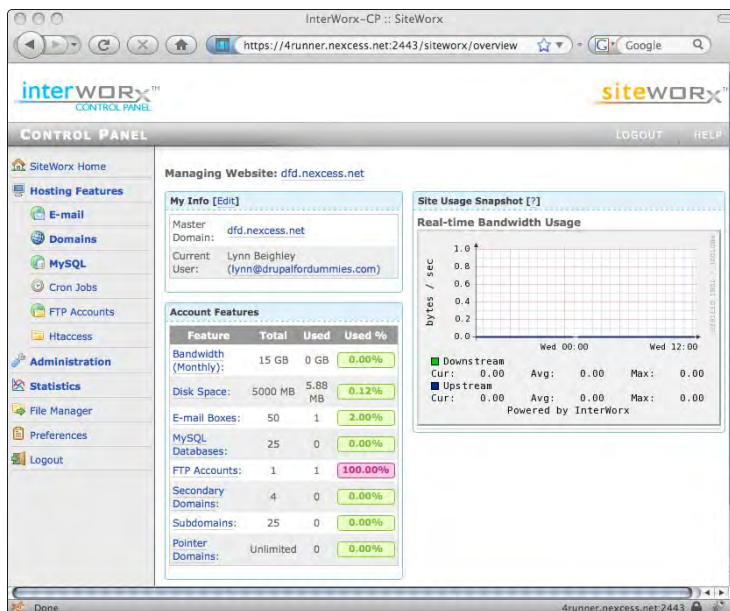 InterWorx-CP :: SiteWorx
https://4runner.nexcess.net:2443/siteworx/overview
Google
interWORx™
CONTROL PANEL
siteWORx™
CONTROL PANEL
LOGOUT
HELP
SiteWorx Home
Hosting Features
E-mail
Domains
MySQL
Cron Jobs
FTP Accounts
Htaccess
Administration
Statistics
File Manager
Preferences
Logout
Managing Website: dfd.nexcess.net
My Info [Edit]
Master Domain: dfd.nexcess.net
Current User: Lynn Beighley (lynn@drupalfordummies.com)
Account Features
Feature Total Used Used %
Bandwidth (Monthly): 15 GB 0 GB 0.00%
Disk Space: 5000 MB 5.88 MB 0.12%
E-mail Boxes: 50 1 2.00%
MySQL Databases: 25 0 0.00%
FTP Accounts: 1 1 100.00%
Secondary Domains: 4 0 0.00%
Subdomains: 25 0 0.00%
Pointer Domains: Unlimited 0 0.00%
Site Usage Snapshot [?]
Real-time Bandwidth Usage
bytes / sec
1.0
0.8
0.6
0.4
0.2
0.0
Wed 00:00 Wed 12:00
Downstream
Cur: 0.00 Avg: 0.00 Max: 0.00
Upstream
Cur: 0.00 Avg: 0.00 Max: 0.00
Powered by InterWorx
Done
4runner.nexcess.net:2443